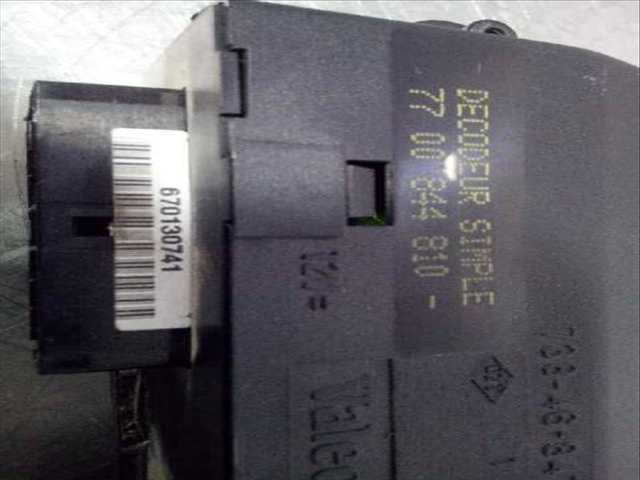 DECODEUR SIMPLE
77 00 844 810 -
670130741
12V=
Valeo